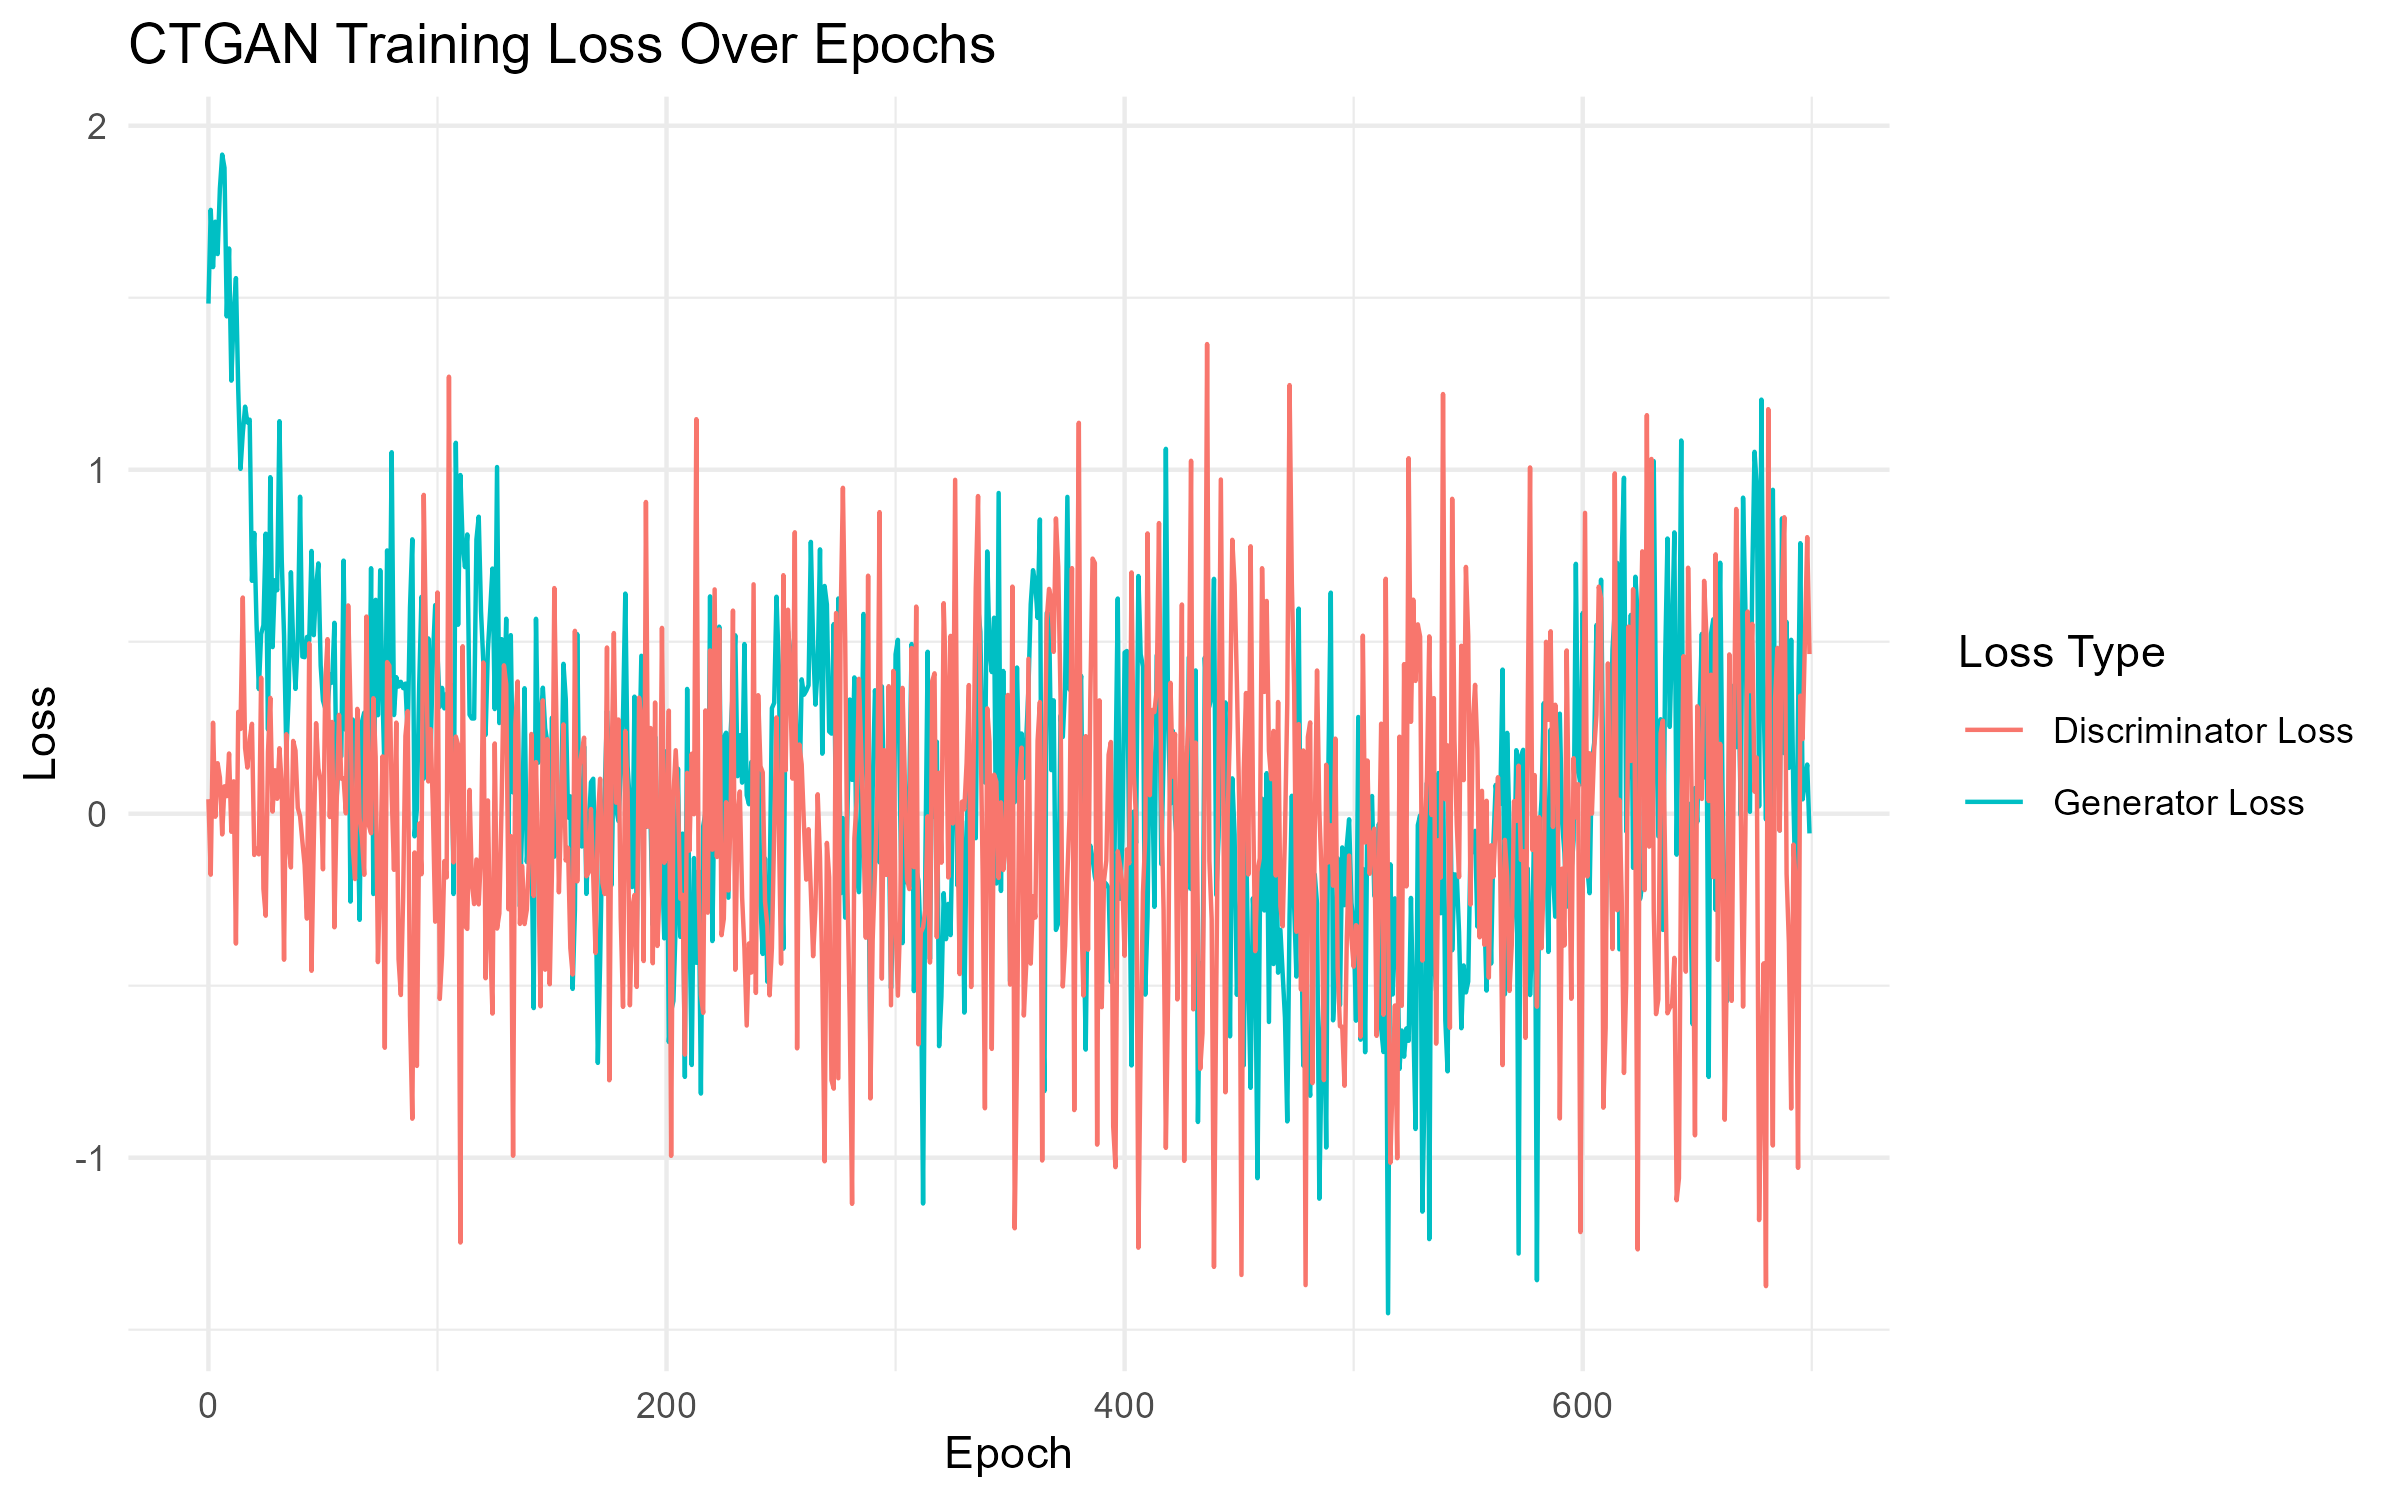 CTGAN Training Loss Over Epochs
2
1
0
-1
Loss
0 200 400 600
Epoch
Loss Type
Discriminator Loss
Generator Loss